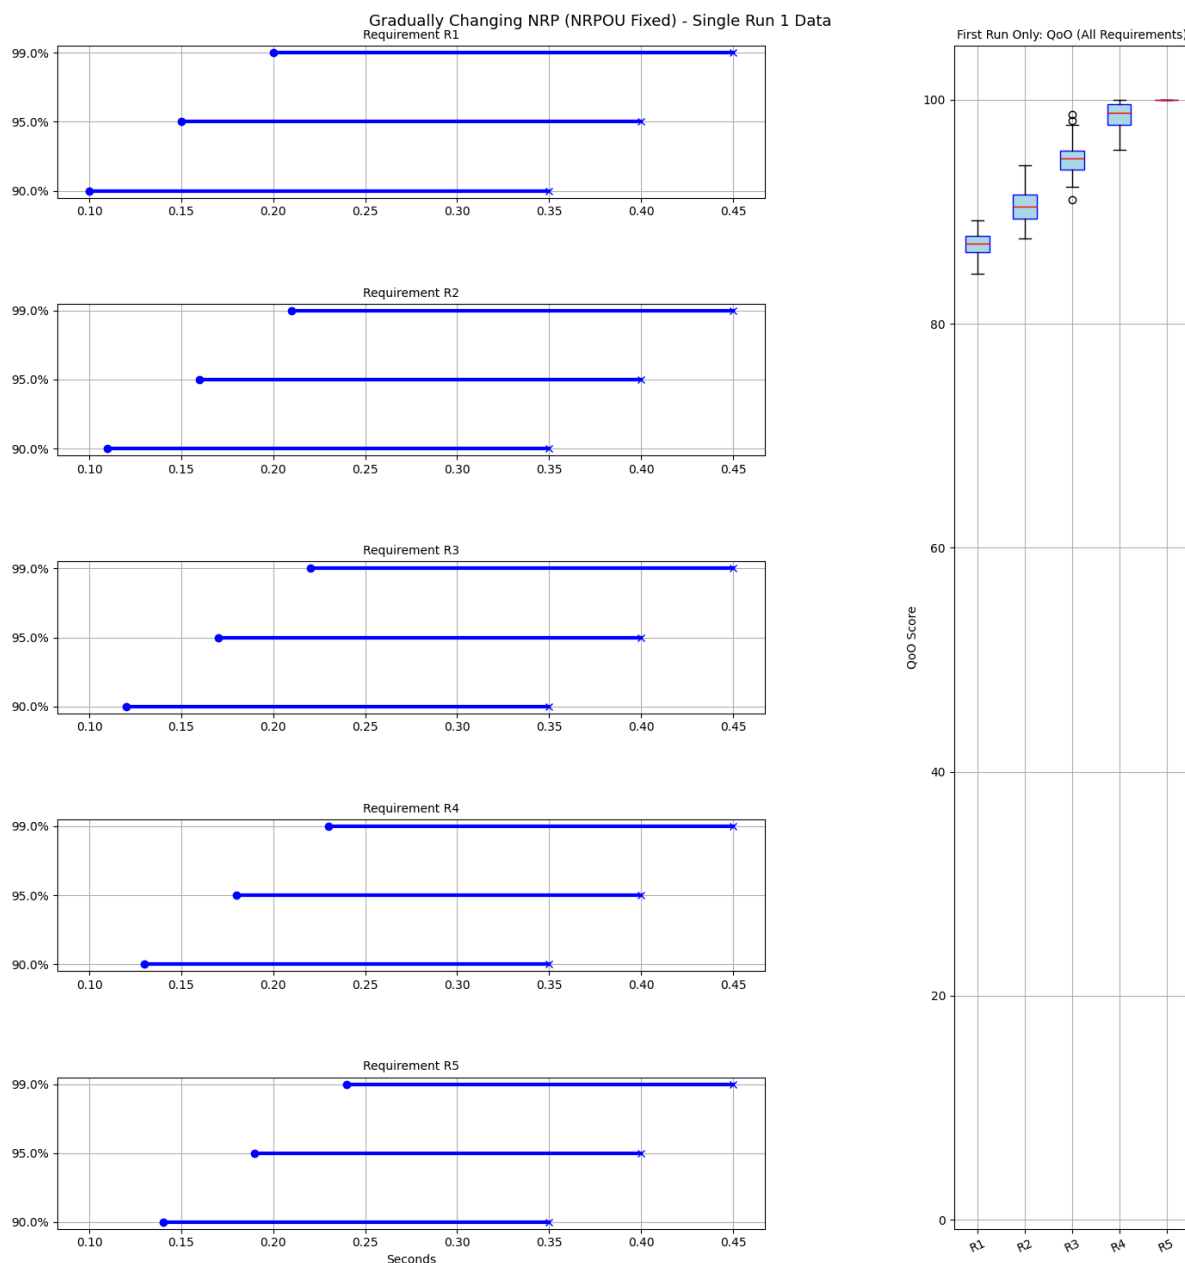 Gradually Changing NRP (NRPOU Fixed) - Single Run 1 Data
Requirement R1
99.0%
95.0%
90.0%
0.10 0.15 0.20 0.25 0.30 0.35 0.40 0.45
Requirement R2
99.0%
95.0%
90.0%
0.10 0.15 0.20 0.25 0.30 0.35 0.40 0.45
Requirement R3
99.0%
95.0%
90.0%
0.10 0.15 0.20 0.25 0.30 0.35 0.40 0.45
Requirement R4
99.0%
95.0%
90.0%
0.10 0.15 0.20 0.25 0.30 0.35 0.40 0.45
Requirement R5
99.0%
95.0%
90.0%
0.10 0.15 0.20 0.25 0.30 0.35 0.40 0.45
Seconds
First Run Only: QoO (All Requirements)
100
80
60
40
20
0
QoO Score
R1 R2 R3 R4 R5